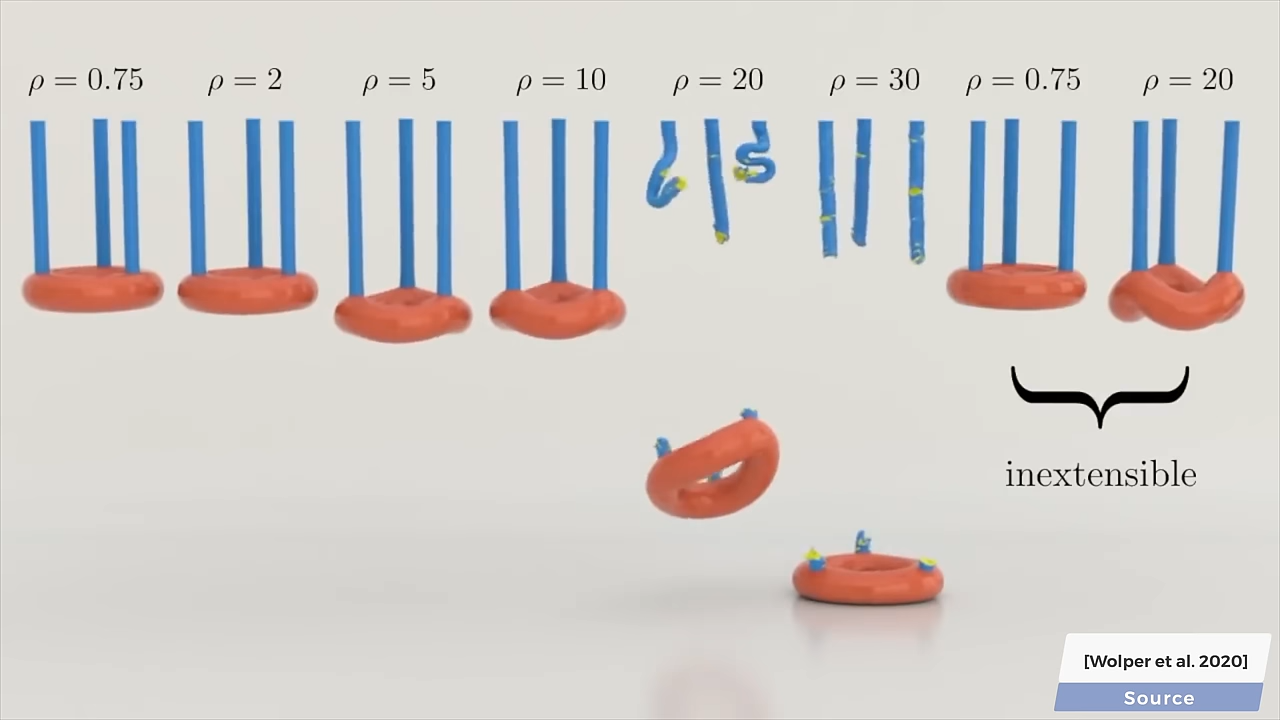 ρ = 0.75
ρ = 2
ρ = 5
ρ = 10
ρ = 20
ρ = 30
ρ = 0.75
ρ = 20
inextensible
[Wolper et al. 2020]
Source